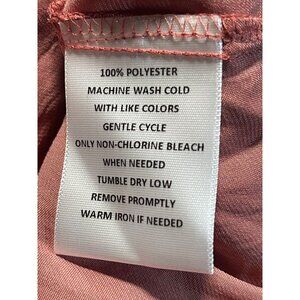 100% POLYESTER
MACHINE WASH COLD
WITH LIKE COLORS
GENTLE CYCLE
ONLY NON-CHLORINE BLEACH
WHEN NEEDED
TUMBLE DRY LOW
REMOVE PROMPTLY
WARM IRON IF NEEDED